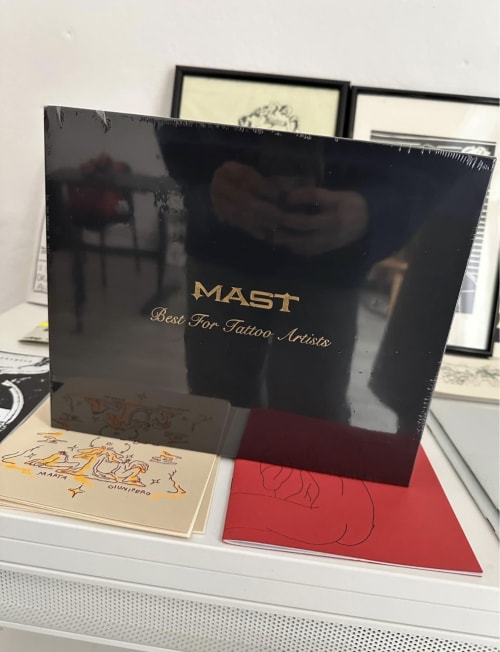 MAST
Best For Tattoo Artists
MARTA GIUNIPERO